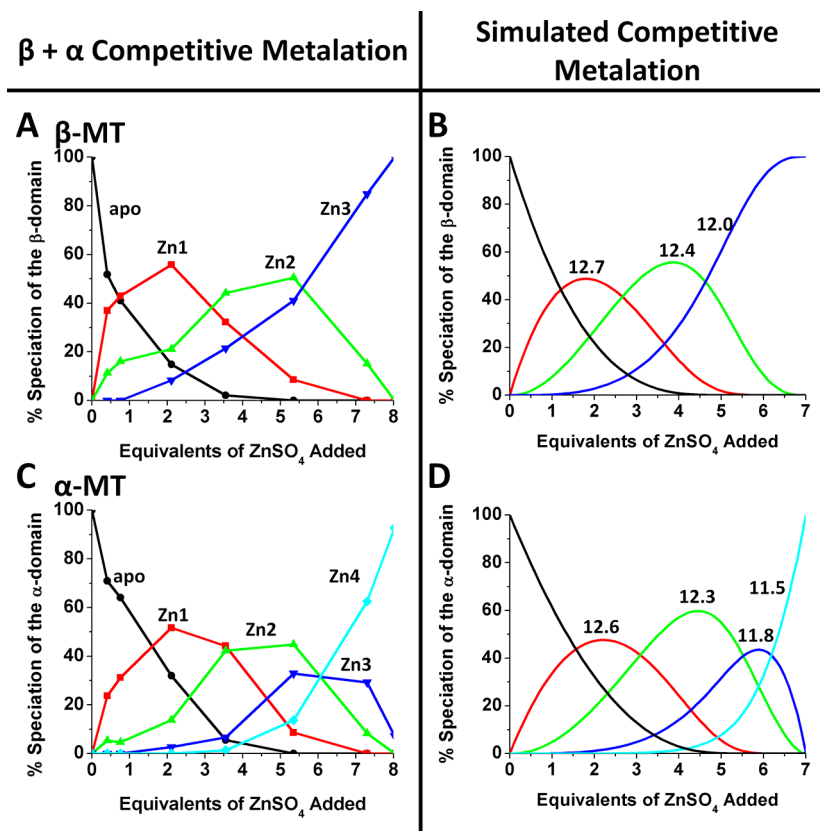 β + α Competitive Metalation
Simulated Competitive
Metalation
A
β-MT
100
80
60
40
20
0
0 1 2 3 4 5 6 7 8
apo
Zn1
Zn2
Zn3
% Speciation of the β-domain
Equivalents of ZnSO₄ Added
B
100
80
60
40
20
0
0 1 2 3 4 5 6 7
12.7
12.4
12.0
% Speciation of the β-domain
Equivalents of ZnSO₄ Added
C
α-MT
100
80
60
40
20
0
0 1 2 3 4 5 6 7 8
apo
Zn1
Zn2
Zn3
Zn4
% Speciation of the α-domain
Equivalents of ZnSO₄ Added
D
100
80
60
40
20
0
0 1 2 3 4 5 6 7
12.6
12.3
11.8
11.5
% Speciation of the α-domain
Equivalents of ZnSO₄ Added